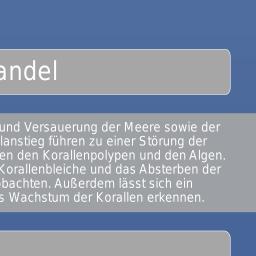 andel
und Versauerung der Meere sowie der
lanstieg führen zu einer Störung der
en den Korallenpolypen und den Algen.
Korallenbleiche und das Absterben der
bachten. Außerdem lässt sich ein
s Wachstum der Korallen erkennen.